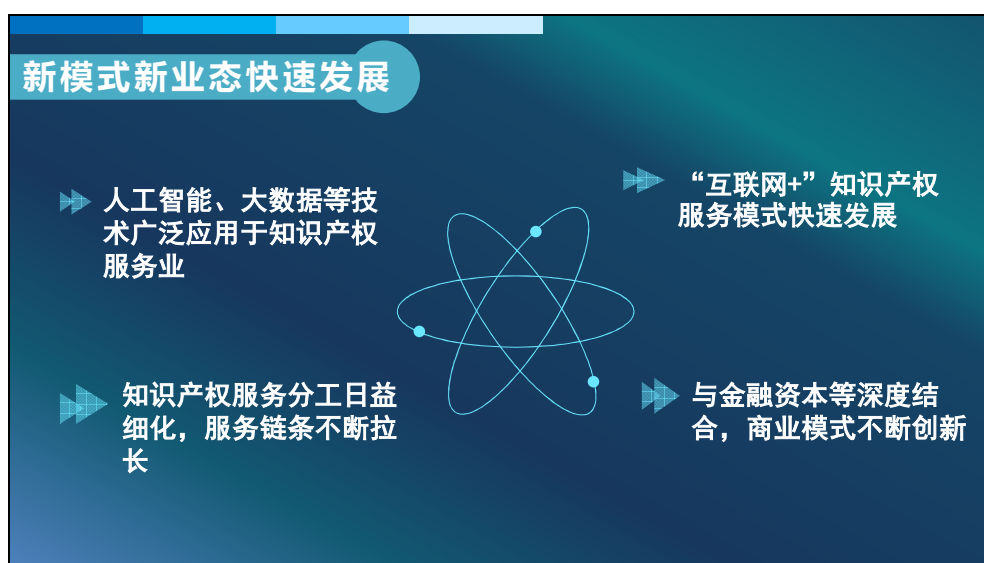 新模式新业态快速发展
人工智能、大数据等技
术广泛应用于知识产权
服务业
“互联网+”知识产权
服务模式快速发展
知识产权服务分工日益
细化，服务链条不断拉
长
与金融资本等深度结
合，商业模式不断创新